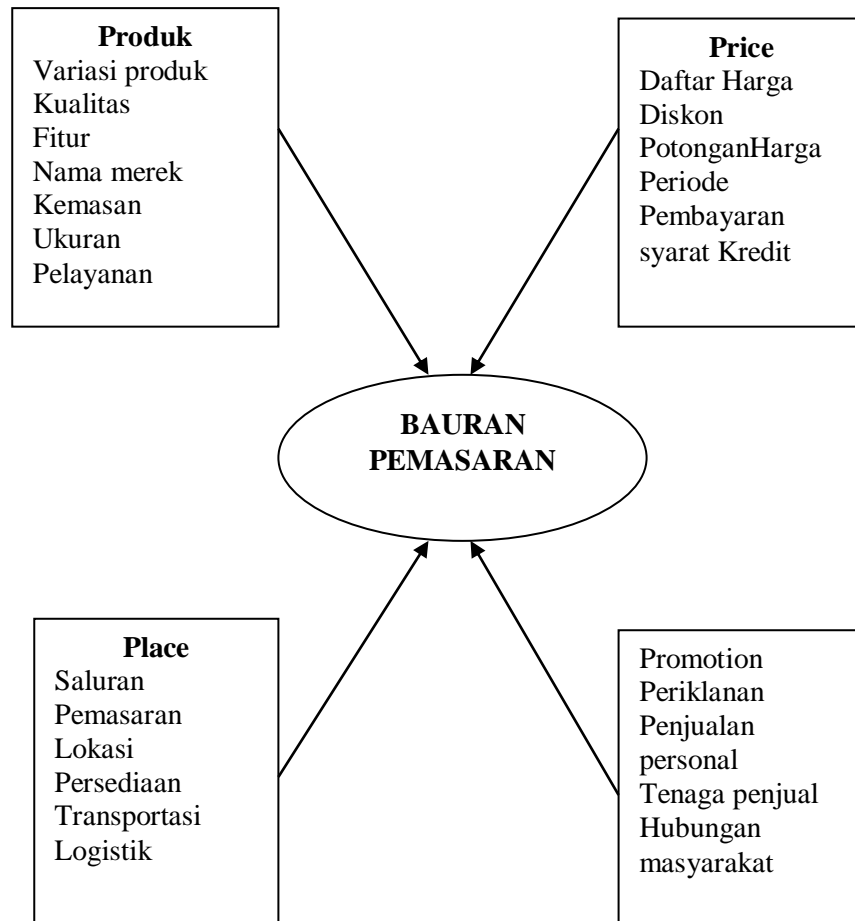 Produk
Variasi produk
Kualitas
Fitur
Nama merek
Kemasan
Ukuran
Pelayanan
Price
Daftar Harga
Diskon
PotonganHarga
Periode
Pembayaran
syarat Kredit
BAURAN
PEMASARAN
Place
Saluran
Pemasaran
Lokasi
Persediaan
Transportasi
Logistik
Promotion
Periklanan
Penjualan
personal
Tenaga penjual
Hubungan
masyarakat